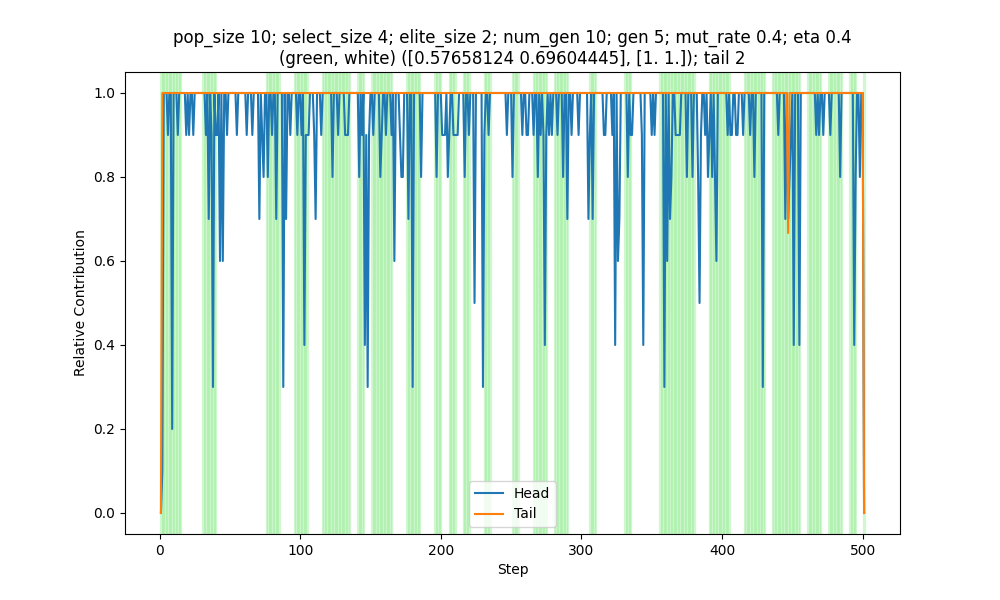 pop_size 10; select_size 4; elite_size 2; num_gen 10; gen 5; mut_rate 0.4; eta 0.4
(green, white) ([0.57658124 0.69604445], [1. 1.]); tail 2
1.0
0.8
0.6
0.4
0.2
0.0
Relative Contribution
Head
Tail
0
100
200
300
400
500
Step